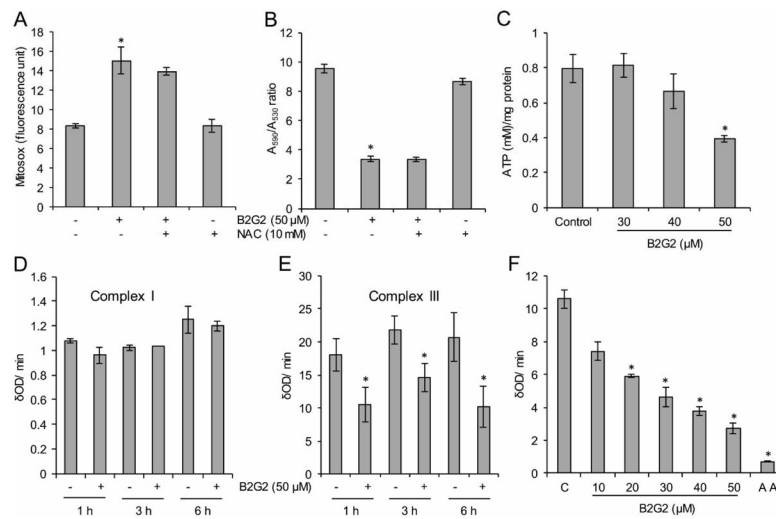 A
Mitosox (fluorescence unit)
18
16
14
12
10
8
6
4
2
0
*
- + + -
- - + +
B
A590/A530 ratio
12
10
8
6
4
2
0
*
- + + -
- - + +
B2G2 (50 µM)
NAC (10 mM)
C
ATP (mM)/mg protein
1
0.8
0.6
0.4
0.2
0
*
Control 30 40 50
B2G2 (µM)
D
Complex I
δOD/ min
1.6
1.4
1.2
1
0.8
0.6
0.4
0.2
0
- + - + - +
1 h 3 h 6 h
B2G2 (50 µM)
E
Complex III
δOD/ min
30
25
20
15
10
5
0
* * *
- + - + - +
1 h 3 h 6 h
F
δOD/ min
12
10
8
6
4
2
0
* * * * *
C 10 20 30 40 50 A A
B2G2 (µM)